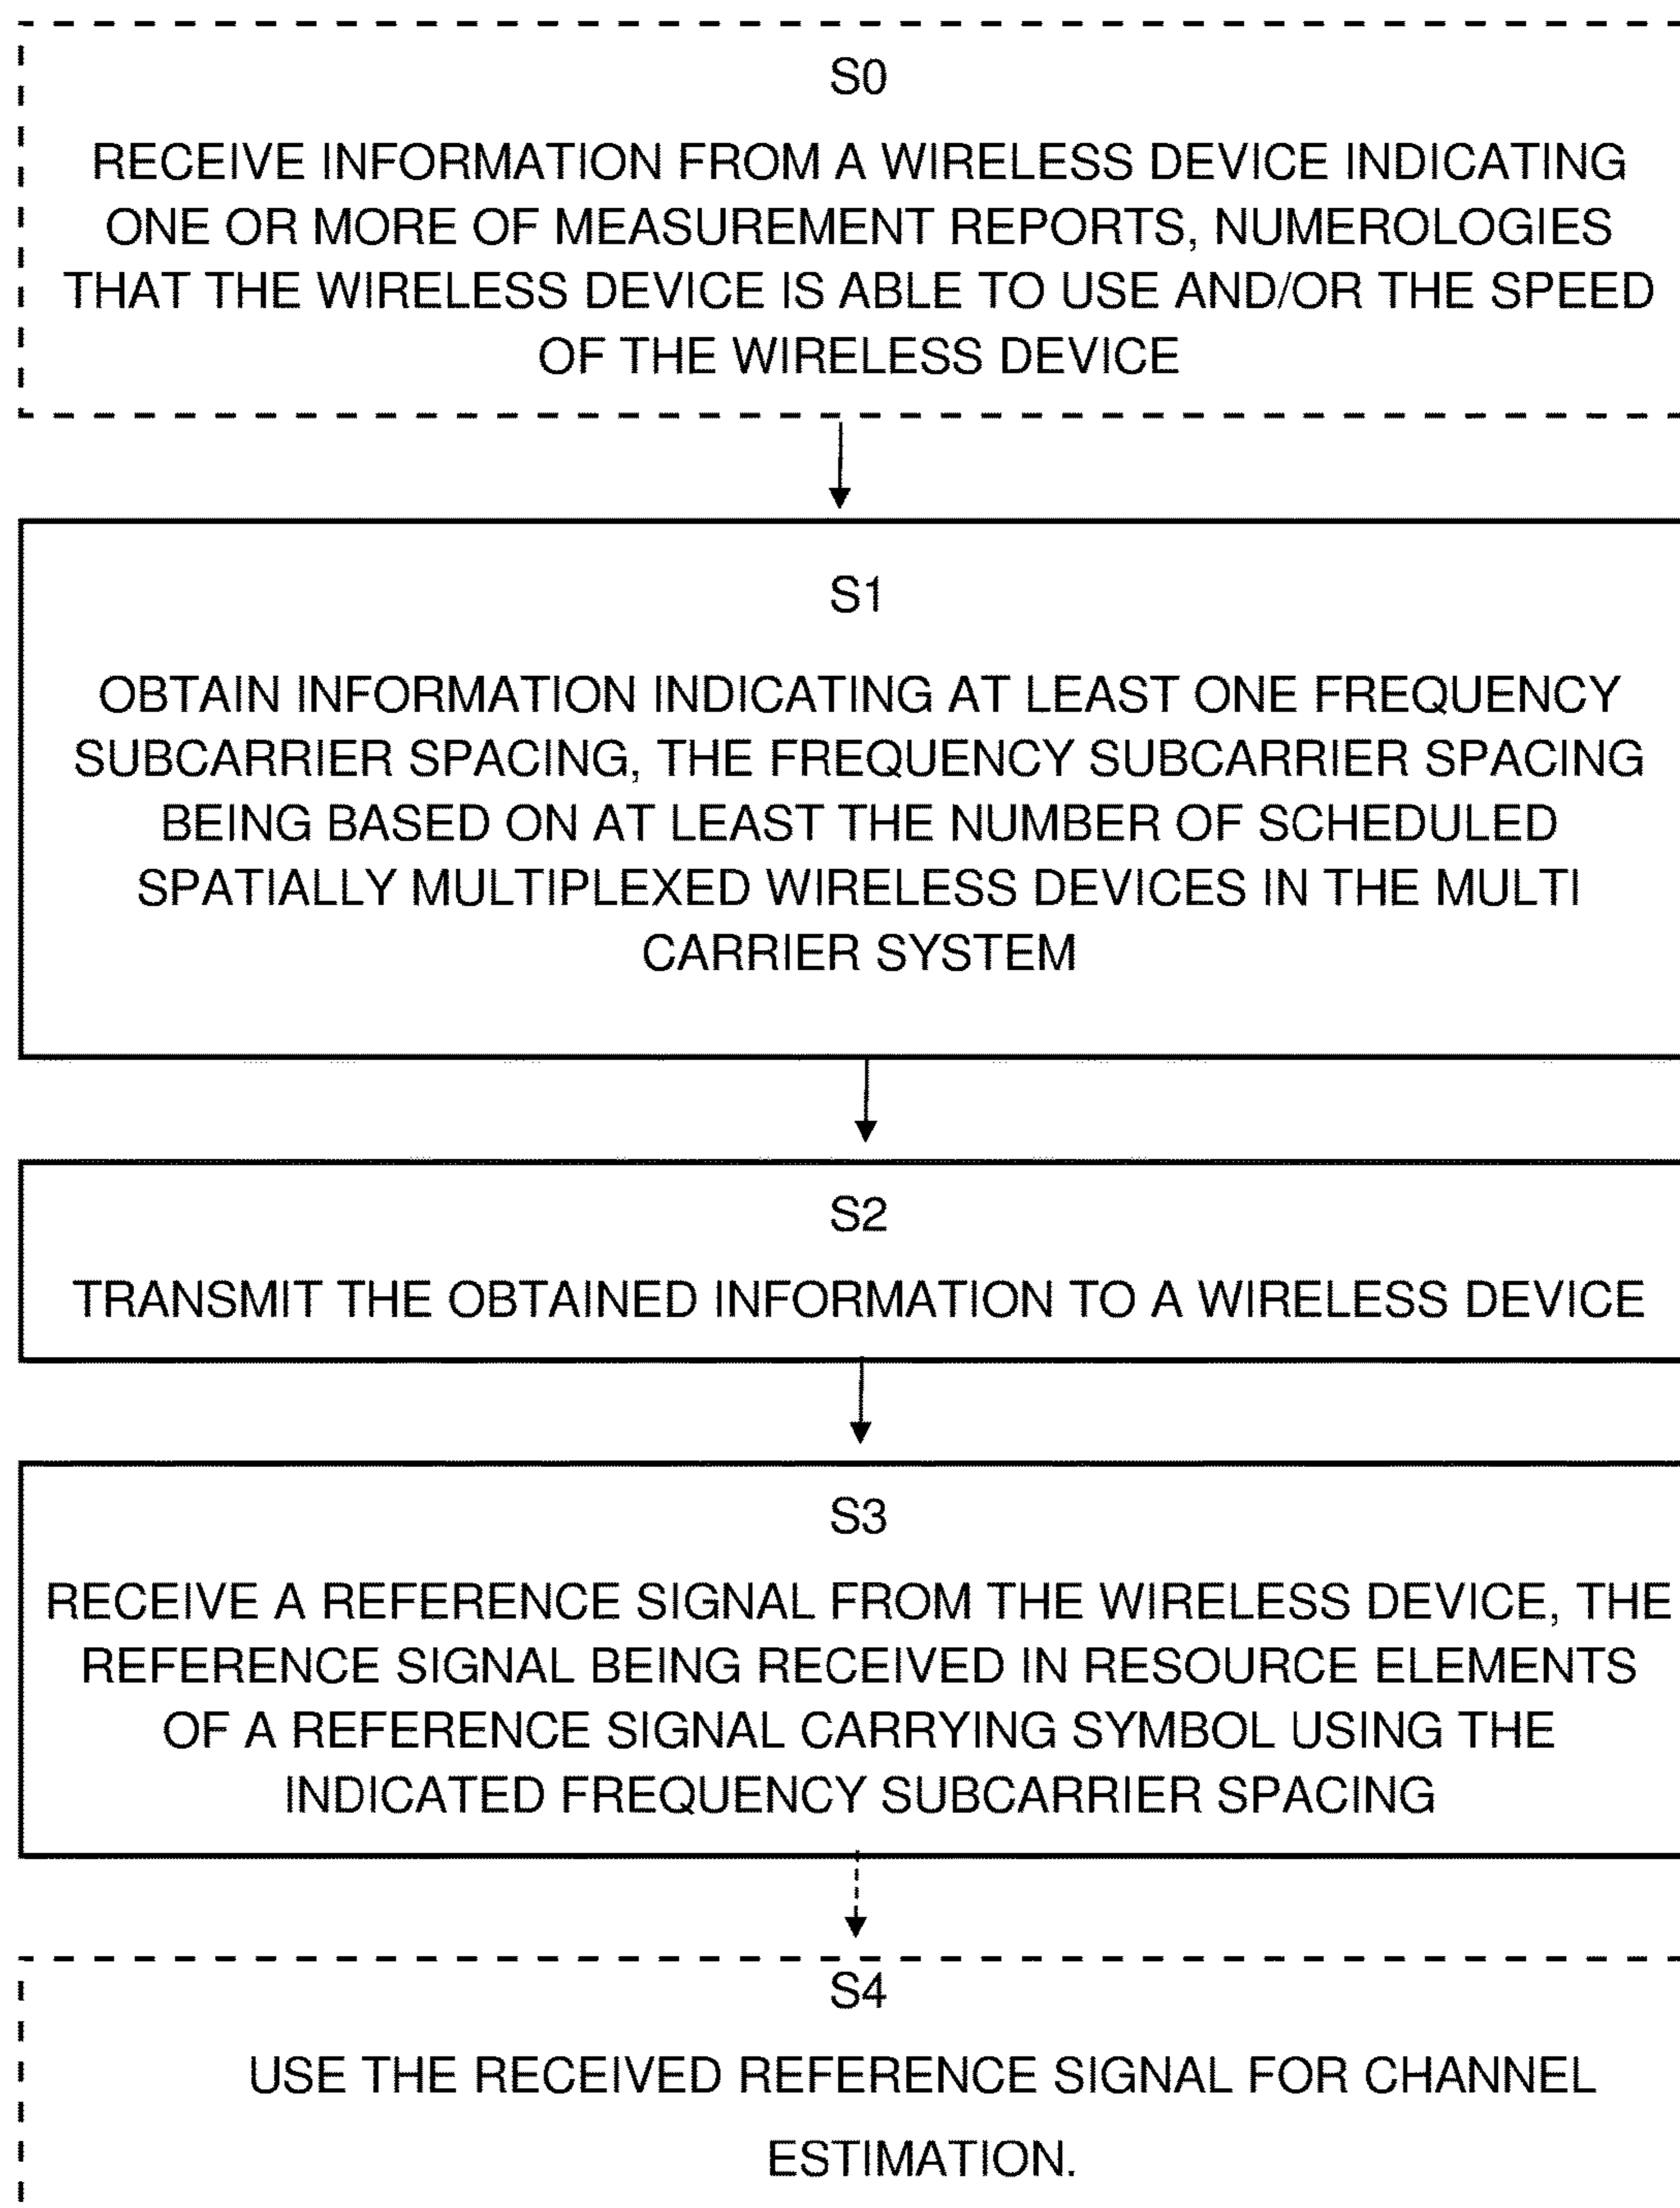 S0
RECEIVE INFORMATION FROM A WIRELESS DEVICE INDICATING
ONE OR MORE OF MEASUREMENT REPORTS, NUMEROLOGIES
THAT THE WIRELESS DEVICE IS ABLE TO USE AND/OR THE SPEED
OF THE WIRELESS DEVICE
S1
OBTAIN INFORMATION INDICATING AT LEAST ONE FREQUENCY
SUBCARRIER SPACING, THE FREQUENCY SUBCARRIER SPACING
BEING BASED ON AT LEAST THE NUMBER OF SCHEDULED
SPATIALLY MULTIPLEXED WIRELESS DEVICES IN THE MULTI
CARRIER SYSTEM
S2
TRANSMIT THE OBTAINED INFORMATION TO A WIRELESS DEVICE
S3
RECEIVE A REFERENCE SIGNAL FROM THE WIRELESS DEVICE, THE
REFERENCE SIGNAL BEING RECEIVED IN RESOURCE ELEMENTS
OF A REFERENCE SIGNAL CARRYING SYMBOL USING THE
INDICATED FREQUENCY SUBCARRIER SPACING
S4
USE THE RECEIVED REFERENCE SIGNAL FOR CHANNEL
ESTIMATION.